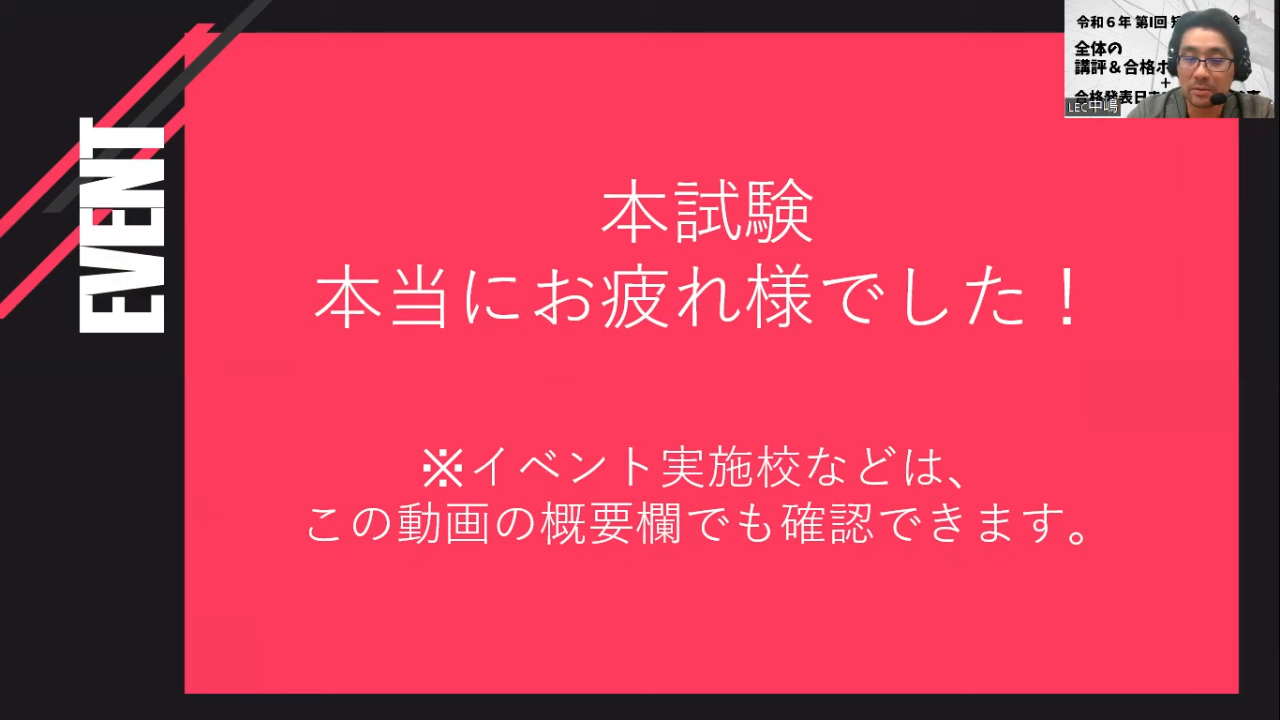 EVENT
本試験
本当にお疲れ様でした！
※イベント実施校などは、
この動画の概要欄でも確認できます。
令和６年 第Ⅰ回
全体の
講評＆合格
+
合格発表日
LEC中嶋